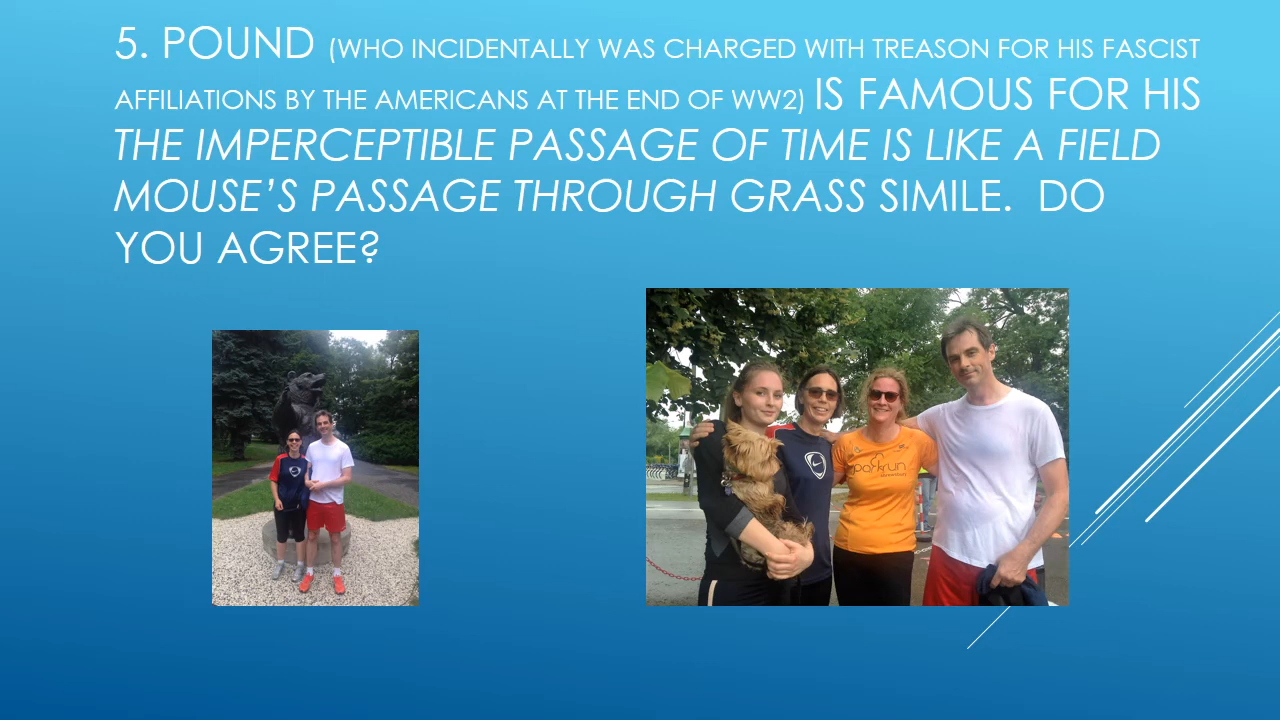 5. POUND (WHO INCIDENTALLY WAS CHARGED WITH TREASON FOR HIS FASCIST
AFFILIATIONS BY THE AMERICANS AT THE END OF WW2) IS FAMOUS FOR HIS
THE IMPERCEPTIBLE PASSAGE OF TIME IS LIKE A FIELD
MOUSE’S PASSAGE THROUGH GRASS SIMILE. DO
YOU AGREE?
parkrun